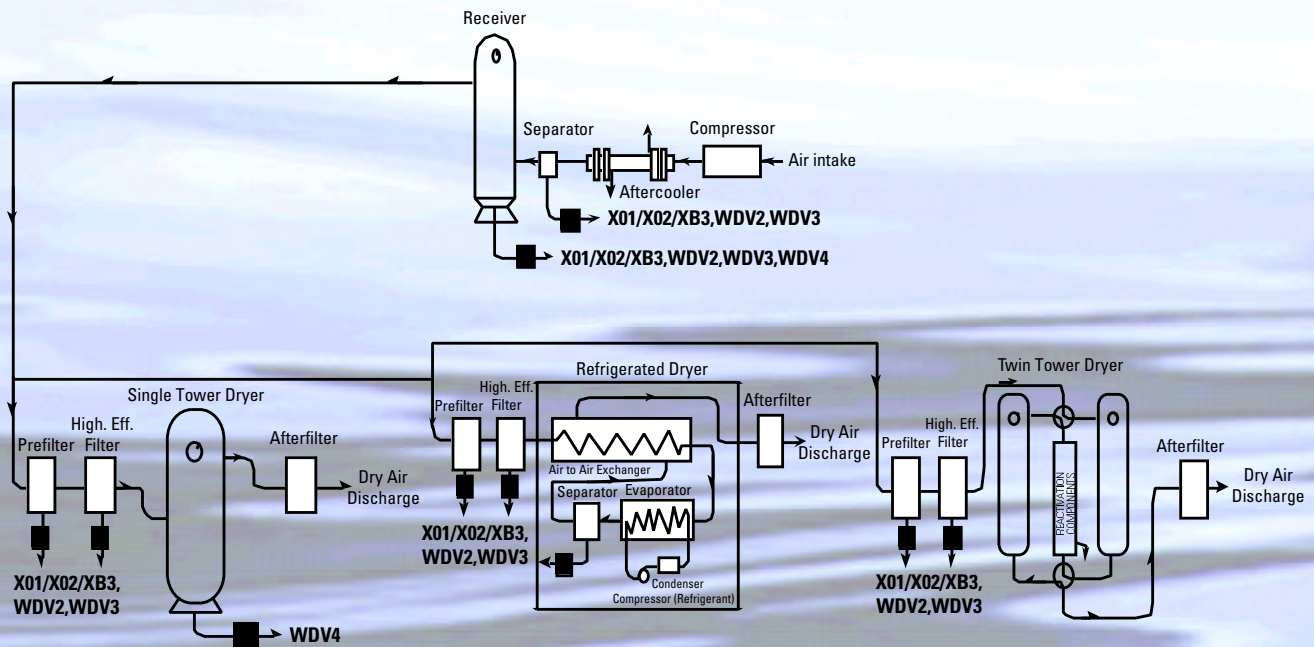 Receiver
Separator
Compressor
Air intake
Aftercooler
X01/X02/XB3,WDV2,WDV3
X01/X02/XB3,WDV2,WDV3,WDV4
Single Tower Dryer
Prefilter
High. Eff.
Filter
Afterfilter
Dry Air
Discharge
X01/X02/XB3,
WDV2,WDV3
WDV4
Refrigerated Dryer
Prefilter
High. Eff.
Filter
Afterfilter
Dry Air
Discharge
Air to Air Exchanger
Separator
Evaporator
Condenser
Compressor (Refrigerant)
X01/X02/XB3,
WDV2,WDV3
Twin Tower Dryer
Prefilter
High. Eff.
Filter
REACTIVATION
COMPONENTS
Afterfilter
Dry Air
Discharge
X01/X02/XB3,
WDV2,WDV3